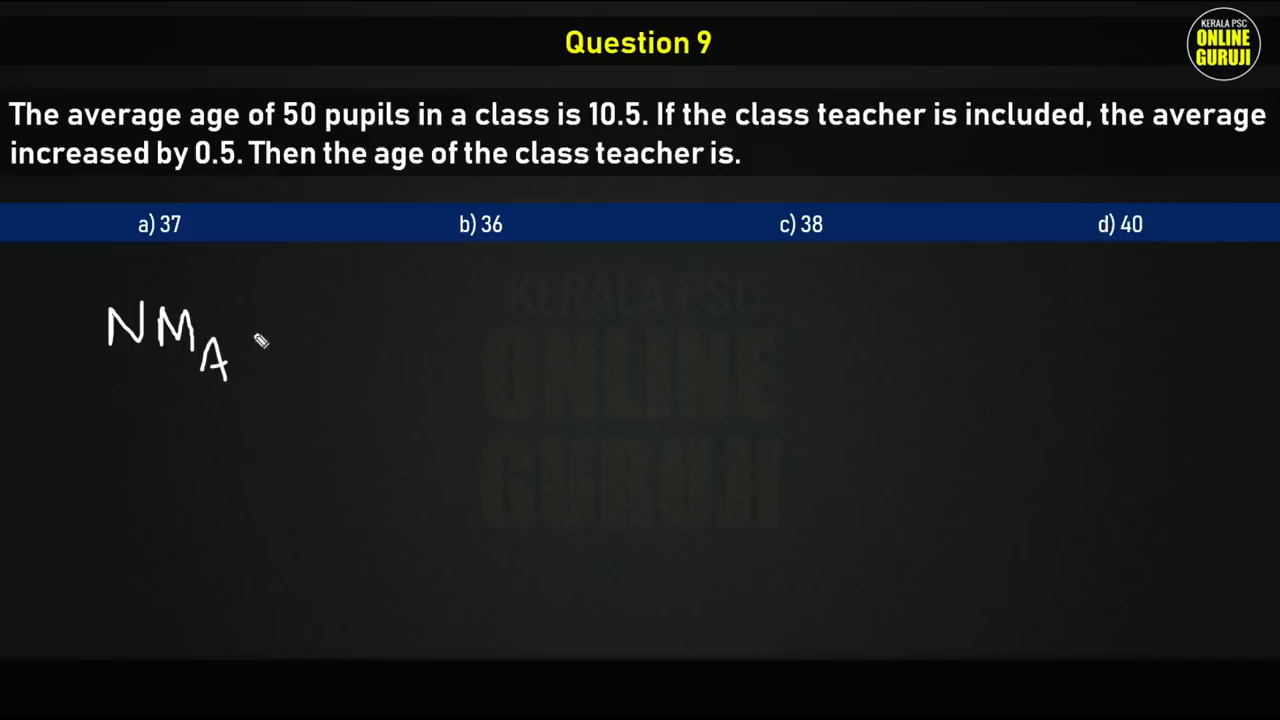 Question 9
KERALA PSC
ONLINE
GURUJI
The average age of 50 pupils in a class is 10.5. If the class teacher is included, the average
increased by 0.5. Then the age of the class teacher is.
a) 37 b) 36 c) 38 d) 40
NMA
KERALA PSC
ONLINE
GURUJI